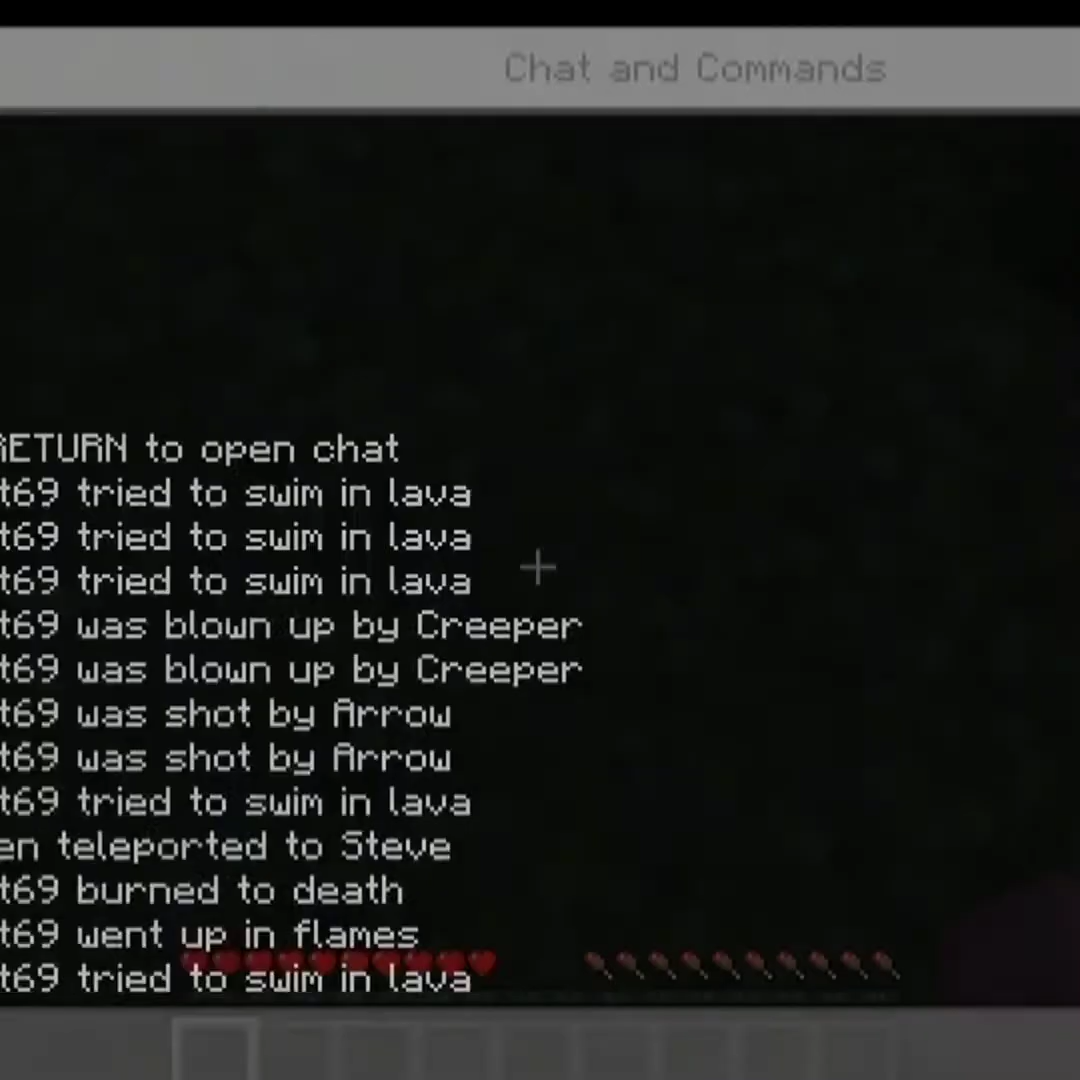 Chat and Commands
RETURN to open chat
t69 tried to swim in lava
t69 tried to swim in lava
t69 tried to swim in lava
t69 was blown up by Creeper
t69 was blown up by Creeper
t69 was shot by Arrow
t69 was shot by Arrow
t69 tried to swim in lava
en teleported to Steve
t69 burned to death
t69 went up in flames
t69 tried to swim in lava